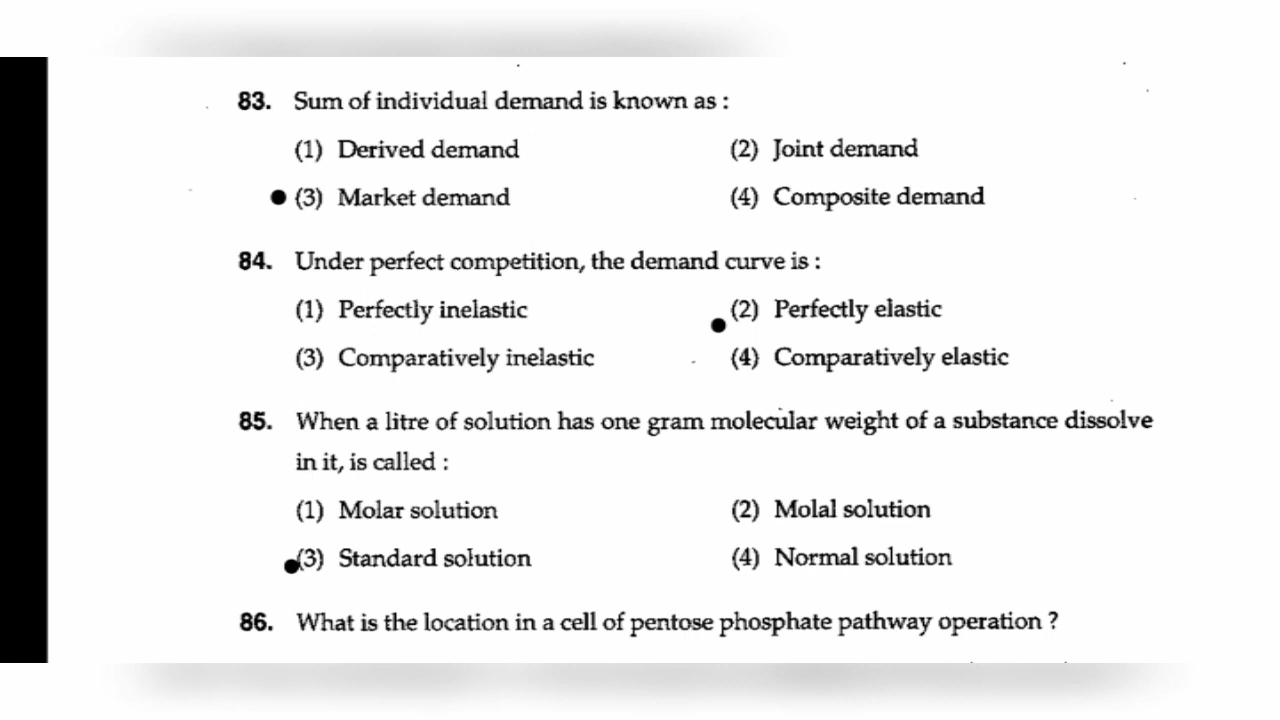 83. Sum of individual demand is known as :
(1) Derived demand (2) Joint demand
(3) Market demand (4) Composite demand
84. Under perfect competition, the demand curve is :
(1) Perfectly inelastic (2) Perfectly elastic
(3) Comparatively inelastic (4) Comparatively elastic
85. When a litre of solution has one gram molecular weight of a substance dissolve
in it, is called :
(1) Molar solution (2) Molal solution
(3) Standard solution (4) Normal solution
86. What is the location in a cell of pentose phosphate pathway operation ?